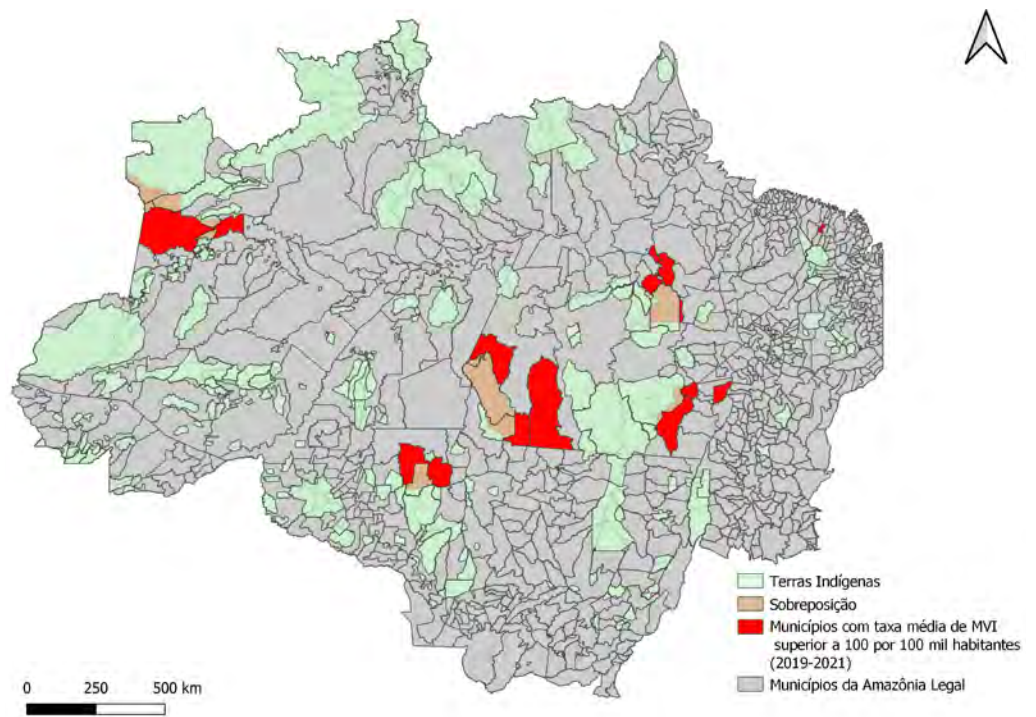 Terras Indígenas
Sobreposição
Municípios com taxa média de MVI
superior a 100 por 100 mil habitantes
(2019-2021)
Municípios da Amazônia Legal
0 250 500 km